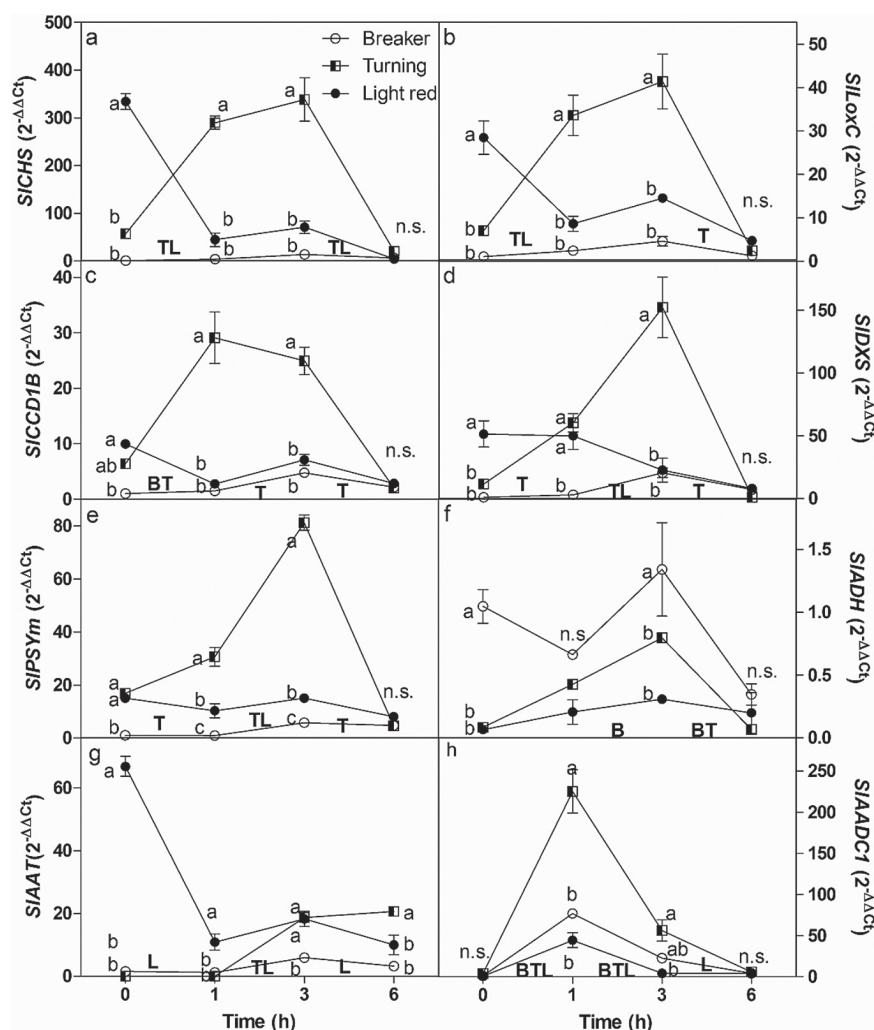 a
Breaker
Turning
Light red
SlCHS (2^-ΔΔCt)
500
400
300
200
100
0
a
b
b
a
b
b
a
b
b
n.s.
TL
TL
b
SlLoxC (2^-ΔΔCt)
50
40
30
20
10
0
a
b
b
a
b
b
a
b
b
n.s.
TL
T
c
SlCCD1B (2^-ΔΔCt)
40
30
20
10
0
a
ab
b
a
b
b
a
b
b
n.s.
BT
T
T
d
SlDXS (2^-ΔΔCt)
150
100
50
0
a
b
b
a
a
b
a
b
b
n.s.
T
TL
T
e
SlPSYm (2^-ΔΔCt)
80
60
40
20
0
a
a
b
a
b
c
a
b
c
n.s.
T
TL
T
f
SlADH (2^-ΔΔCt)
1.5
1.0
0.5
0.0
a
b
b
n.s.
a
b
b
n.s.
B
BT
g
SlAAT(2^-ΔΔCt)
60
40
20
0
a
b
b
a
b
b
a
a
b
a
b
b
L
TL
L
h
SlAADC1 (2^-ΔΔCt)
250
200
150
100
50
0
n.s.
a
b
b
a
ab
b
n.s.
BTL
BTL
L
0 1 3 6
Time (h)
0 1 3 6
Time (h)